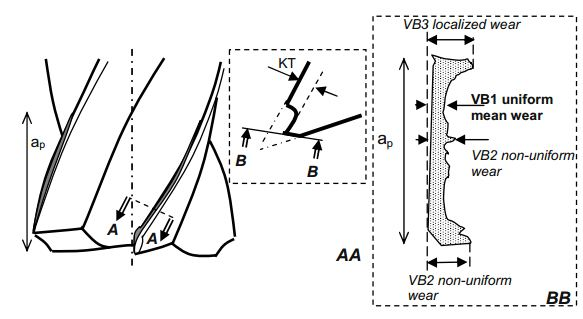 a_p
A
A
KT
B
B
AA
VB3 localized wear
a_p
VB1 uniform
mean wear
VB2 non-uniform
wear
VB2 non-uniform
wear
BB